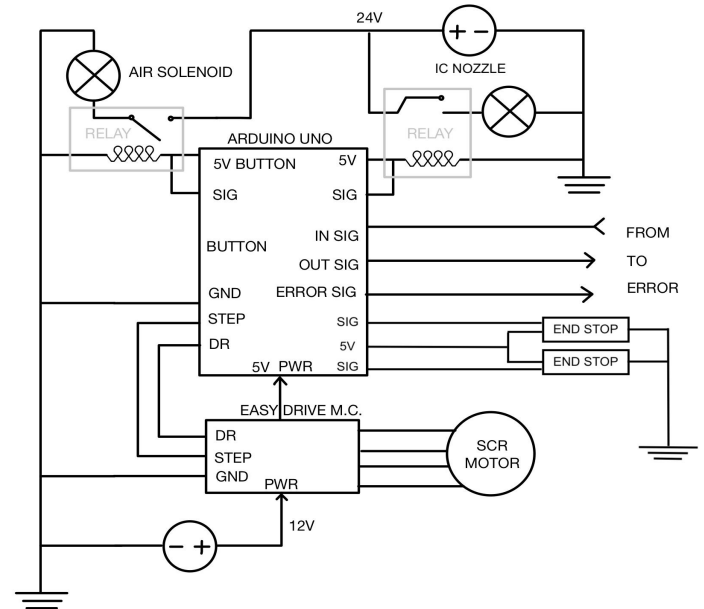 24V
+ -
IC NOZZLE
AIR SOLENOID
RELAY
RELAY
ARDUINO UNO
5V BUTTON
5V
SIG
SIG
IN SIG
FROM
BUTTON
OUT SIG
TO
GND
ERROR SIG
ERROR
STEP
SIG
END STOP
DR
5V
5V PWR
SIG
END STOP
EASY DRIVE M.C.
DR
STEP
GND
PWR
SCR
MOTOR
12V
- +